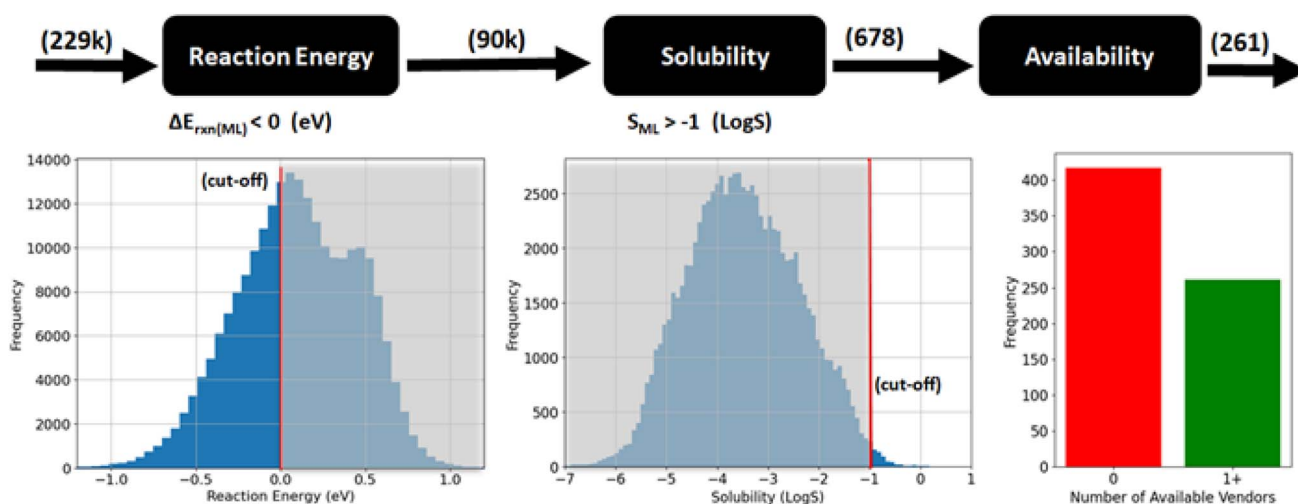 (229k)
Reaction Energy
(90k)
Solubility
(678)
Availability
(261)
ΔE_rxn(ML) < 0 (eV)
S_ML > -1 (LogS)
14000
12000
10000
8000
6000
4000
2000
0
Frequency
(cut-off)
−1.0
−0.5
0.0
0.5
1.0
Reaction Energy (eV)
2500
2000
1500
1000
500
0
Frequency
(cut-off)
−7
−6
−5
−4
−3
−2
−1
0
1
Solubility (LogS)
400
350
300
250
200
150
100
50
0
Frequency
0
1+
Number of Available Vendors